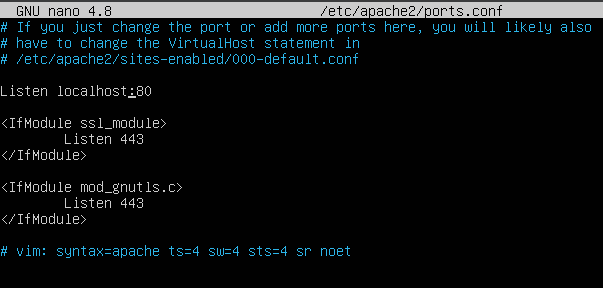 GNU nano 4.8 /etc/apache2/ports.conf
# If you just change the port or add more ports here, you will likely also
# have to change the VirtualHost statement in
# /etc/apache2/sites-enabled/000-default.conf
Listen localhost:80
<IfModule ssl_module>
Listen 443
</IfModule>
<IfModule mod_gnutls.c>
Listen 443
</IfModule>
# vim: syntax=apache ts=4 sw=4 sts=4 sr noet